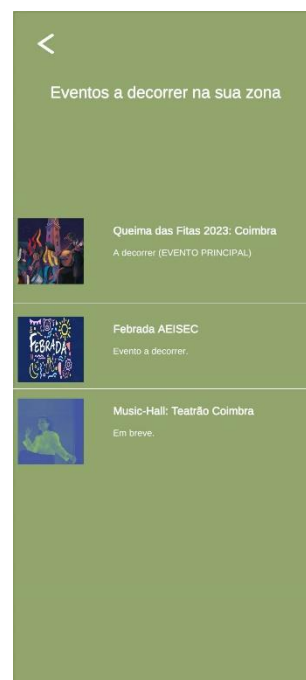 Eventos a decorrer na sua zona
Queima das Fitas 2023: Coimbra
A decorrer (EVENTO PRINCIPAL)
FEBRADA
Febrada AEISEC
Evento a decorrer.
Music-Hall: Teatrão Coimbra
Em breve.